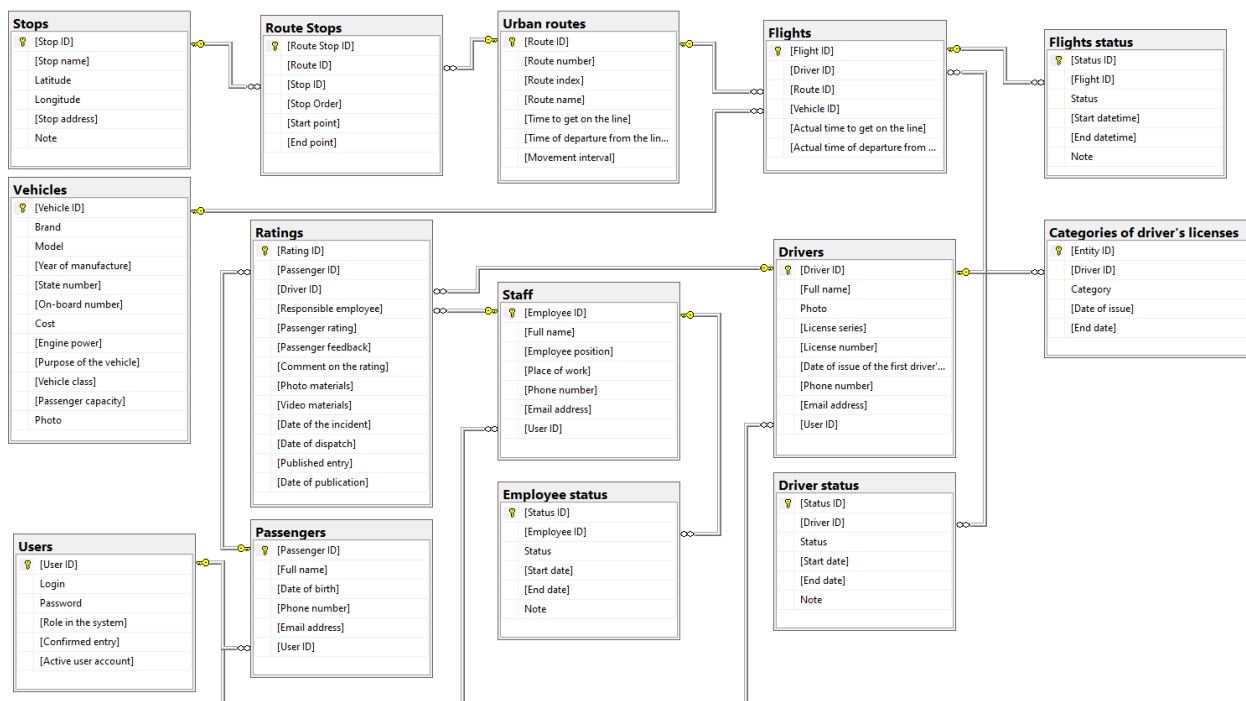 Stops
[Stop ID]
[Stop name]
Latitude
Longitude
[Stop address]
Note
Route Stops
[Route Stop ID]
[Route ID]
[Stop ID]
[Stop Order]
[Start point]
[End point]
Urban routes
[Route ID]
[Route number]
[Route index]
[Route name]
[Time to get on the line]
[Time of departure from the lin...
[Movement interval]
Flights
[Flight ID]
[Driver ID]
[Route ID]
[Vehicle ID]
[Actual time to get on the line]
[Actual time of departure from ...
Flights status
[Status ID]
[Flight ID]
Status
[Start datetime]
[End datetime]
Note
Vehicles
[Vehicle ID]
Brand
Model
[Year of manufacture]
[State number]
[On-board number]
Cost
[Engine power]
[Purpose of the vehicle]
[Vehicle class]
[Passenger capacity]
Photo
Ratings
[Rating ID]
[Passenger ID]
[Driver ID]
[Responsible employee]
[Passenger rating]
[Passenger feedback]
[Comment on the rating]
[Photo materials]
[Video materials]
[Date of the incident]
[Date of dispatch]
[Published entry]
[Date of publication]
Staff
[Employee ID]
[Full name]
[Employee position]
[Place of work]
[Phone number]
[Email address]
[User ID]
Drivers
[Driver ID]
[Full name]
Photo
[License series]
[License number]
[Date of issue of the first driver'...
[Phone number]
[Email address]
[User ID]
Categories of driver's licenses
[Entity ID]
[Driver ID]
Category
[Date of issue]
[End date]
Users
[User ID]
Login
Password
[Role in the system]
[Confirmed entry]
[Active user account]
Passengers
[Passenger ID]
[Full name]
[Date of birth]
[Phone number]
[Email address]
[User ID]
Employee status
[Status ID]
[Employee ID]
Status
[Start date]
[End date]
Note
Driver status
[Status ID]
[Driver ID]
Status
[Start date]
[End date]
Note